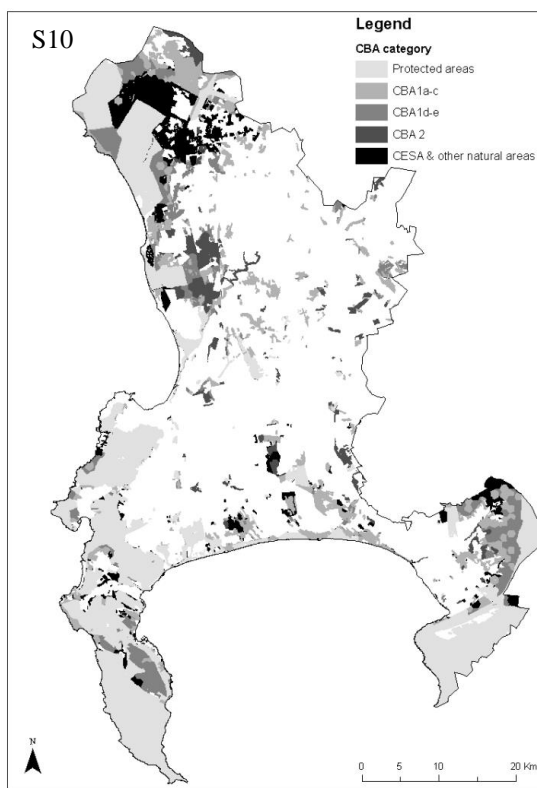 S10
Legend
CBA category
Protected areas
CBA1a-c
CBA1d-e
CBA 2
CESA & other natural areas
N
0 5 10 20 Km